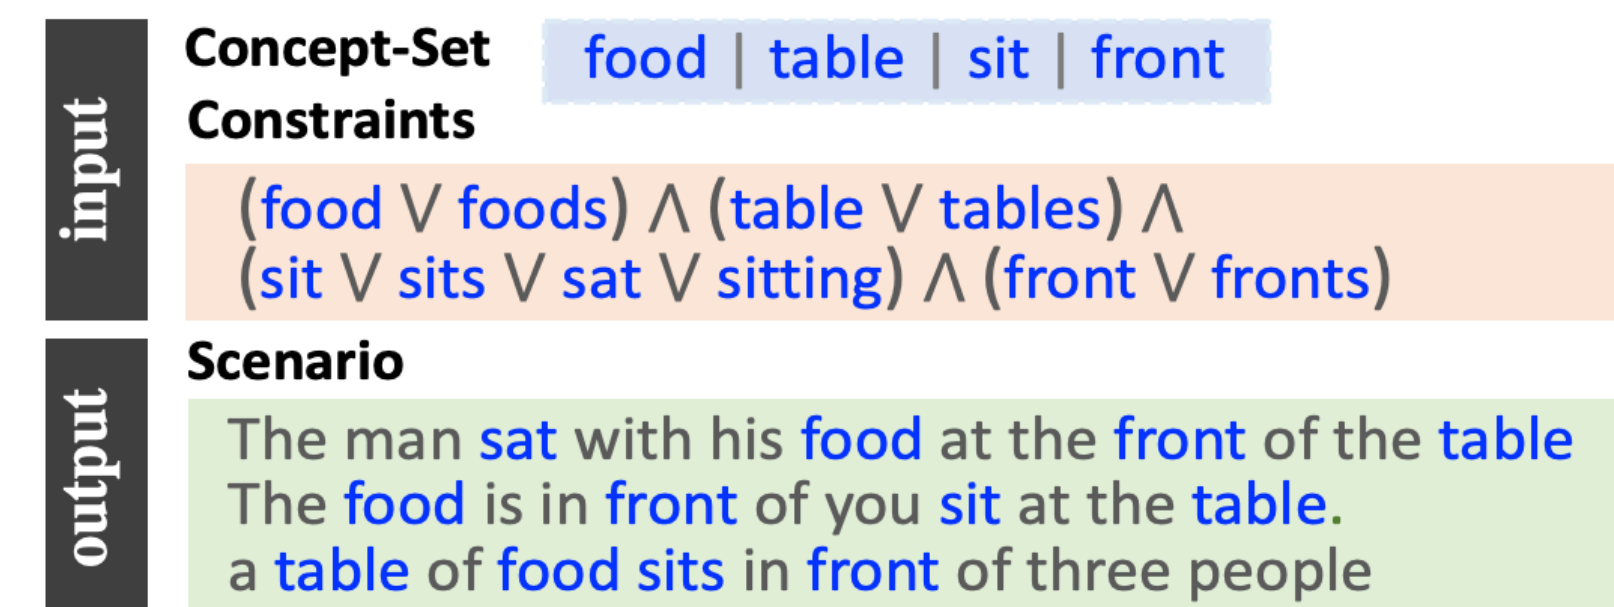 input
Concept-Set
food | table | sit | front
Constraints
(food ∨ foods) ∧ (table ∨ tables) ∧
(sit ∨ sits ∨ sat ∨ sitting) ∧ (front ∨ fronts)
output
Scenario
The man sat with his food at the front of the table
The food is in front of you sit at the table.
a table of food sits in front of three people